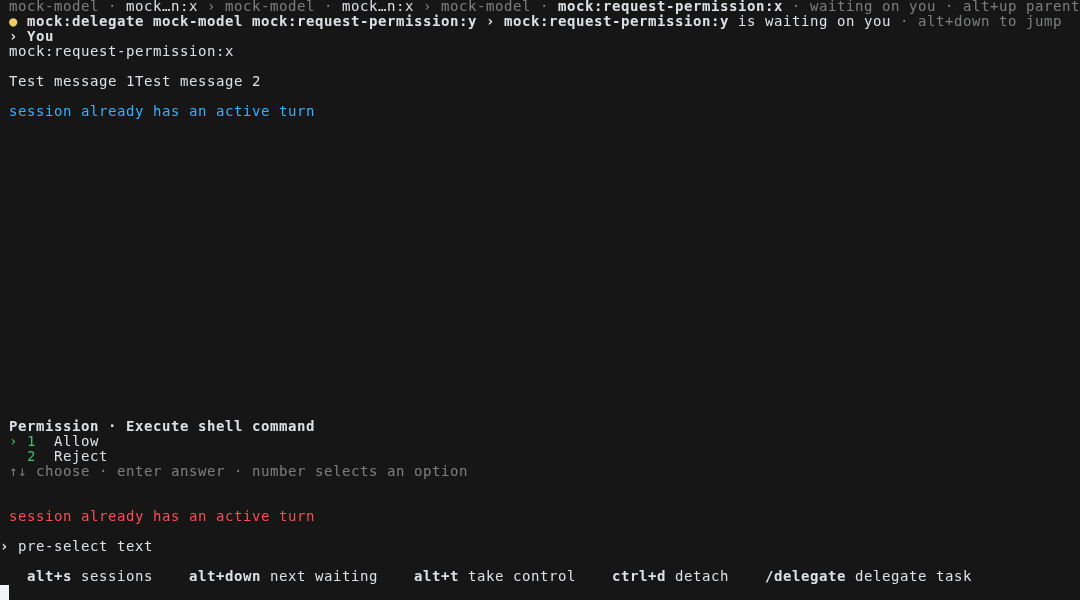 mock-model · mock…n:x › mock-model · mock…n:x › mock-model · mock:request-permission:x · waiting on you · alt+up parent
● mock:delegate mock-model mock:request-permission:y › mock:request-permission:y is waiting on you · alt+down to jump
› You
mock:request-permission:x
Test message 1Test message 2
session already has an active turn
Permission · Execute shell command
› 1  Allow
2  Reject
↑↓ choose · enter answer · number selects an option
session already has an active turn
› pre-select text
alt+s sessions    alt+down next waiting    alt+t take control    ctrl+d detach    /delegate delegate task